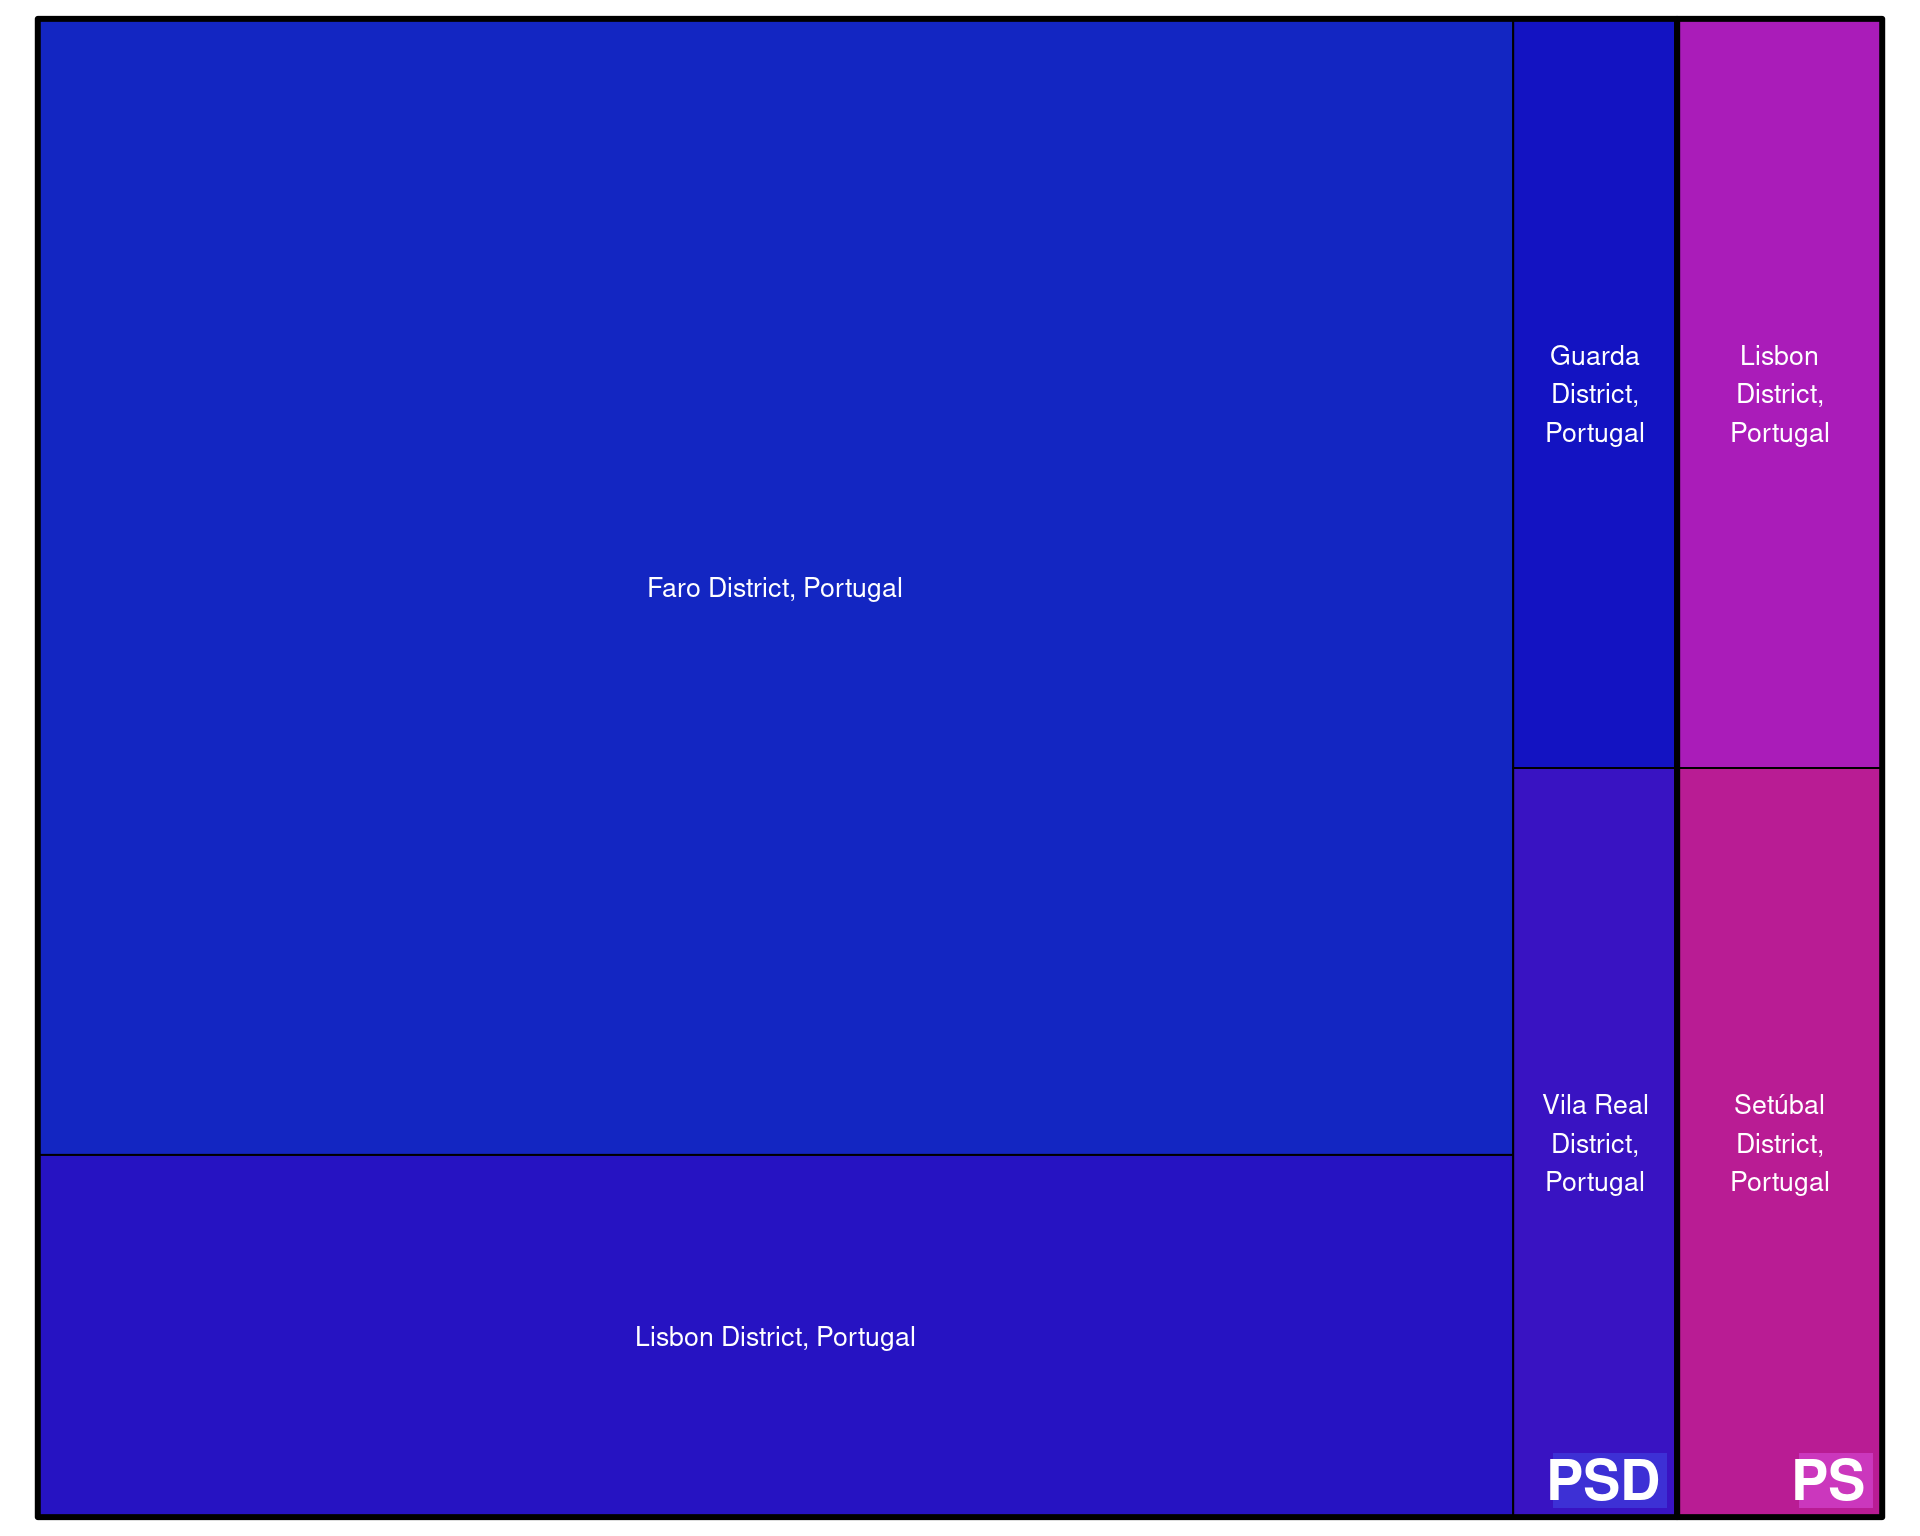 Faro District, Portugal
Lisbon District, Portugal
Guarda
District,
Portugal
Vila Real
District,
Portugal
PSD
Lisbon
District,
Portugal
Setúbal
District,
Portugal
PS